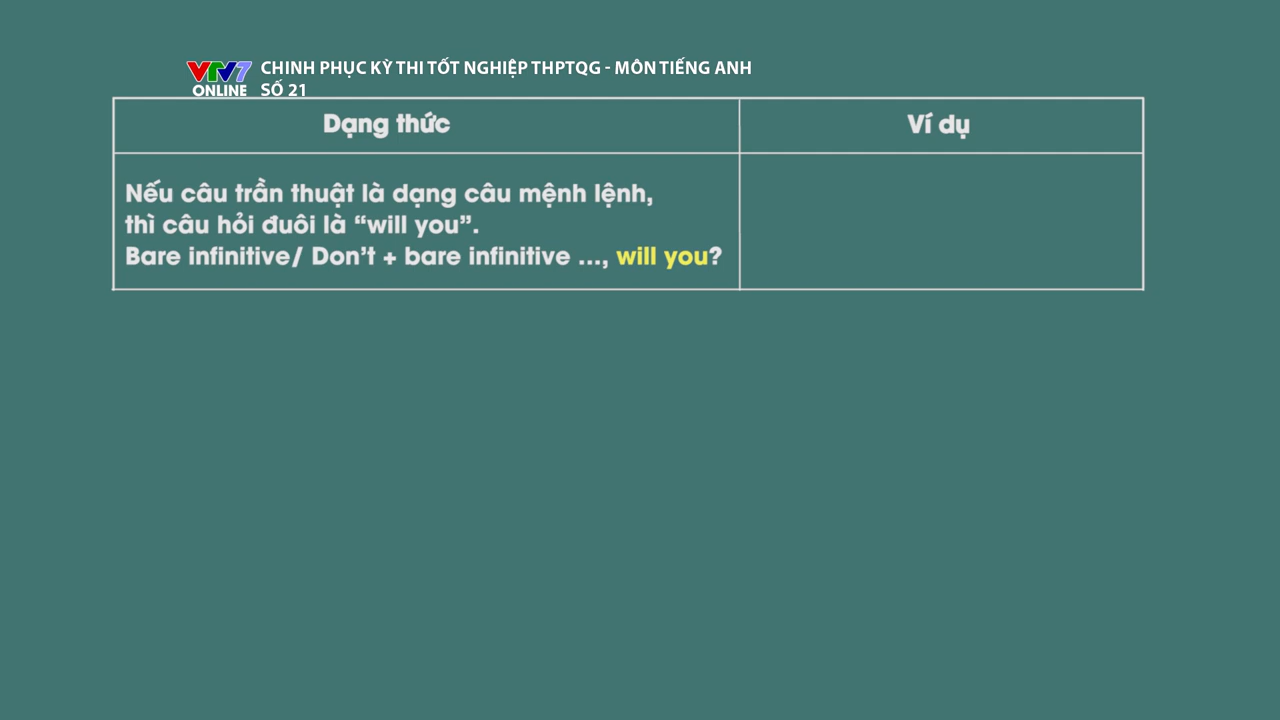 VTV7 CHINH PHỤC KỲ THI TỐT NGHIỆP THPTQG - MÔN TIẾNG ANH
ONLINE SỐ 21
Dạng thức Ví dụ
Nếu câu trần thuật là dạng câu mệnh lệnh,
thì câu hỏi đuôi là “will you”.
Bare infinitive/ Don’t + bare infinitive ..., will you?